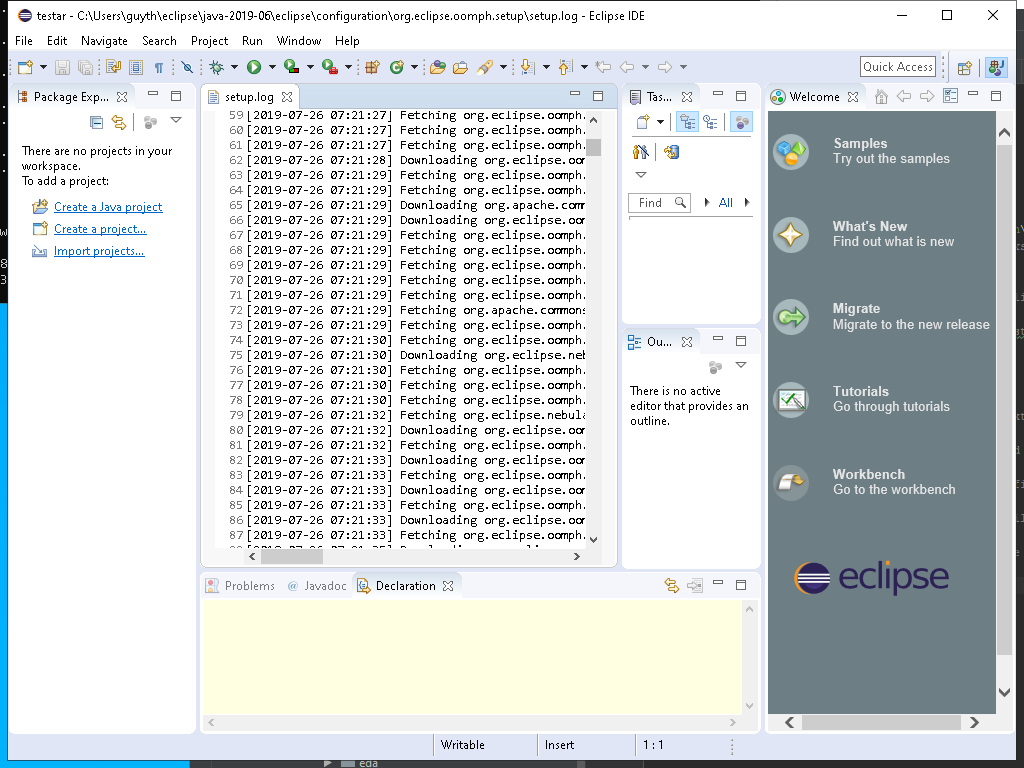 testar - C:\Users\guyth\eclipse\java-2019-06\eclipse\configuration\org.eclipse.oomph.setup\setup.log - Eclipse IDE
File Edit Navigate Search Project Run Window Help
Quick Access
Package Exp...
There are no projects in your
workspace.
To add a project:
Create a Java project
Create a project...
Import projects...
setup.log
59 [2019-07-26 07:21:27] Fetching org.eclipse.oomph.
60 [2019-07-26 07:21:27] Fetching org.eclipse.oomph.
61 [2019-07-26 07:21:27] Fetching org.eclipse.oomph.
62 [2019-07-26 07:21:28] Downloading org.eclipse.oom
63 [2019-07-26 07:21:29] Fetching org.eclipse.oomph.
64 [2019-07-26 07:21:29] Fetching org.eclipse.oomph.
65 [2019-07-26 07:21:29] Downloading org.apache.comm
66 [2019-07-26 07:21:29] Downloading org.eclipse.oom
67 [2019-07-26 07:21:29] Fetching org.eclipse.oomph.
68 [2019-07-26 07:21:29] Fetching org.eclipse.oomph.
69 [2019-07-26 07:21:29] Fetching org.eclipse.oomph.
70 [2019-07-26 07:21:29] Fetching org.eclipse.oomph.
71 [2019-07-26 07:21:29] Fetching org.eclipse.oomph.
72 [2019-07-26 07:21:29] Fetching org.apache.commons
73 [2019-07-26 07:21:29] Fetching org.eclipse.oomph.
74 [2019-07-26 07:21:30] Fetching org.eclipse.oomph.
75 [2019-07-26 07:21:30] Downloading org.eclipse.neb
76 [2019-07-26 07:21:30] Fetching org.eclipse.oomph.
77 [2019-07-26 07:21:30] Fetching org.eclipse.oomph.
78 [2019-07-26 07:21:30] Fetching org.eclipse.oomph.
79 [2019-07-26 07:21:32] Fetching org.eclipse.nebula
80 [2019-07-26 07:21:32] Downloading org.eclipse.oom
81 [2019-07-26 07:21:32] Fetching org.eclipse.oomph.
82 [2019-07-26 07:21:33] Downloading org.eclipse.oom
83 [2019-07-26 07:21:33] Fetching org.eclipse.oomph.
84 [2019-07-26 07:21:33] Downloading org.eclipse.oom
85 [2019-07-26 07:21:33] Fetching org.eclipse.oomph.
86 [2019-07-26 07:21:33] Downloading org.eclipse.oom
87 [2019-07-26 07:21:33] Fetching org.eclipse.oomph.
Tas...
Find
All
Ou...
There is no active
editor that provides an
outline.
Welcome
Samples
Try out the samples
What's New
Find out what is new
Migrate
Migrate to the new release
Tutorials
Go through tutorials
Workbench
Go to the workbench
eclipse
Problems @ Javadoc Declaration
Writable Insert 1 : 1
eda